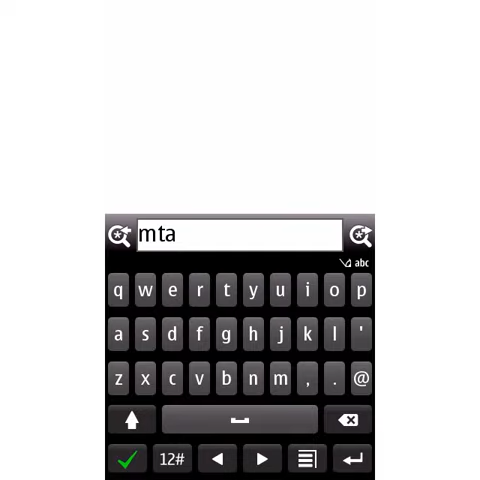 mta
abc
q w e r t y u i o p
a s d f g h j k l '
z x c v b n m , . @
12#